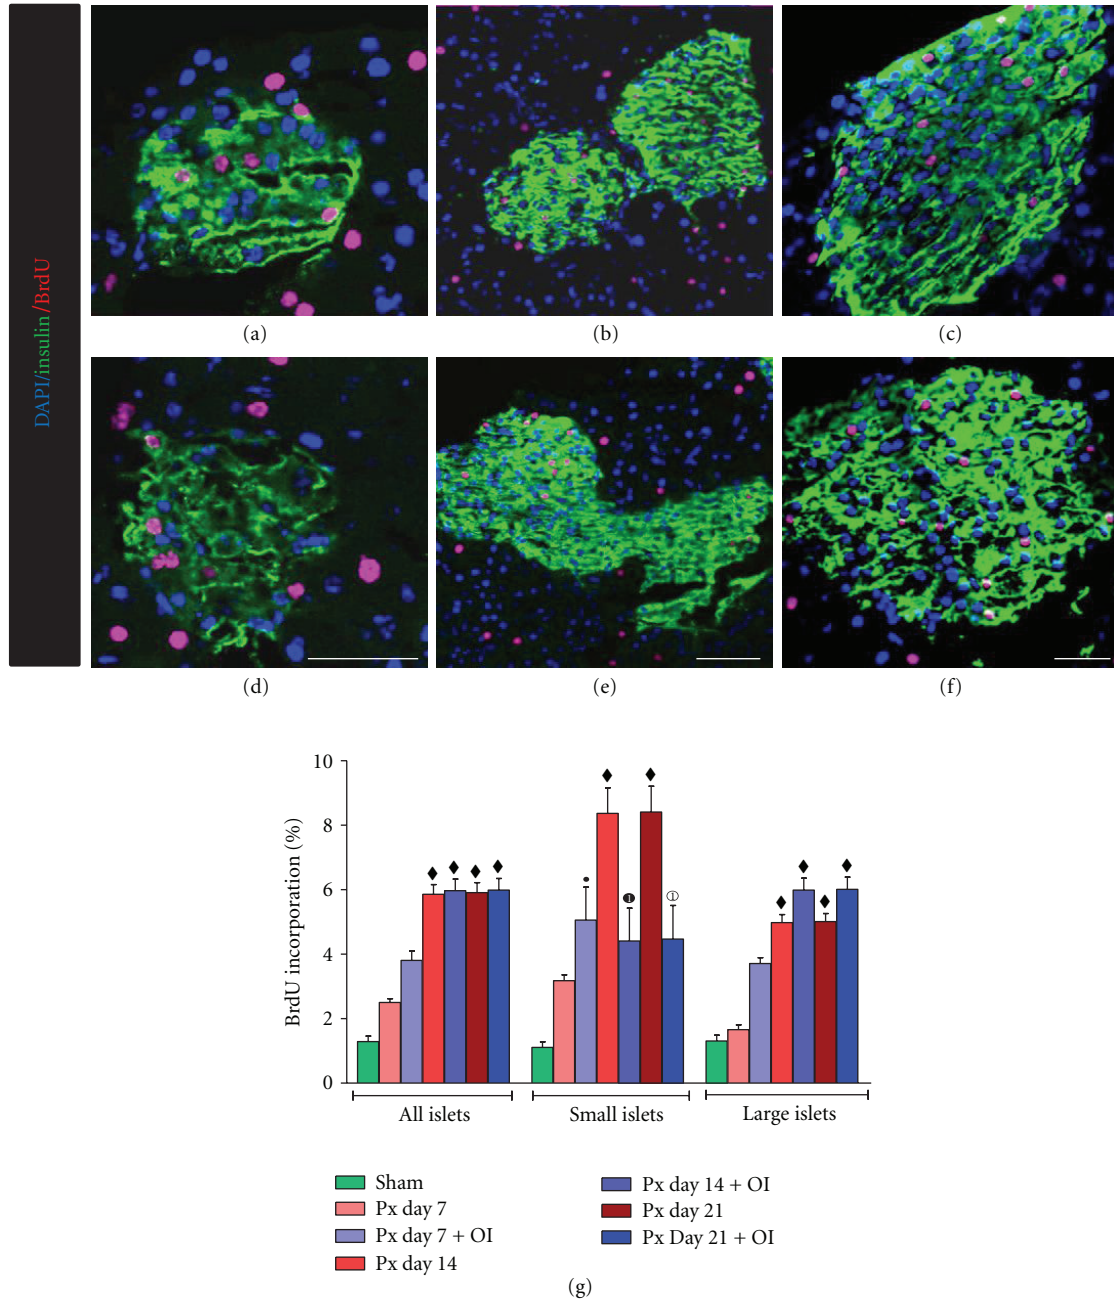 DAPI/insulin/BrdU
(a)
(b)
(c)
(d)
(e)
(f)
BrdU incorporation (%)
10
8
6
4
2
0
1
1
All islets
Small islets
Large islets
Sham
Px day 7
Px day 7 + OI
Px day 14
Px day 14 + OI
Px day 21
Px Day 21 + OI
(g)